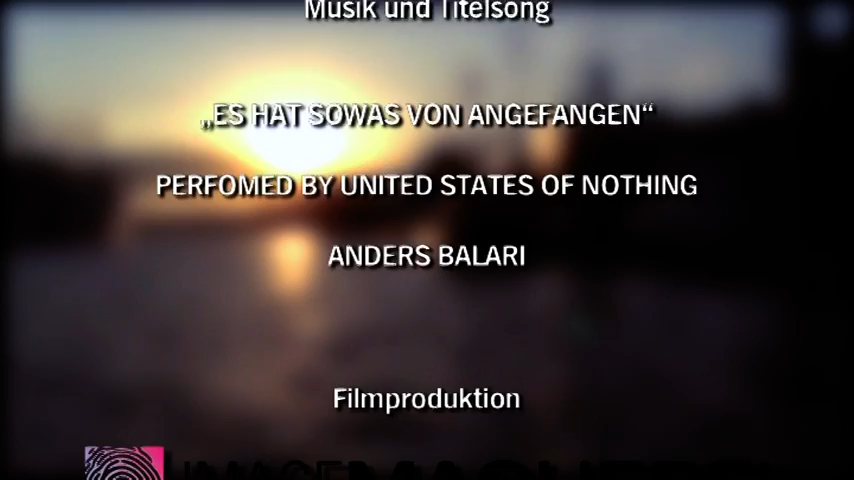 Musik und Titelsong
„ES HAT SOWAS VON ANGEFANGEN“
PERFOMED BY UNITED STATES OF NOTHING
ANDERS BALARI
Filmproduktion